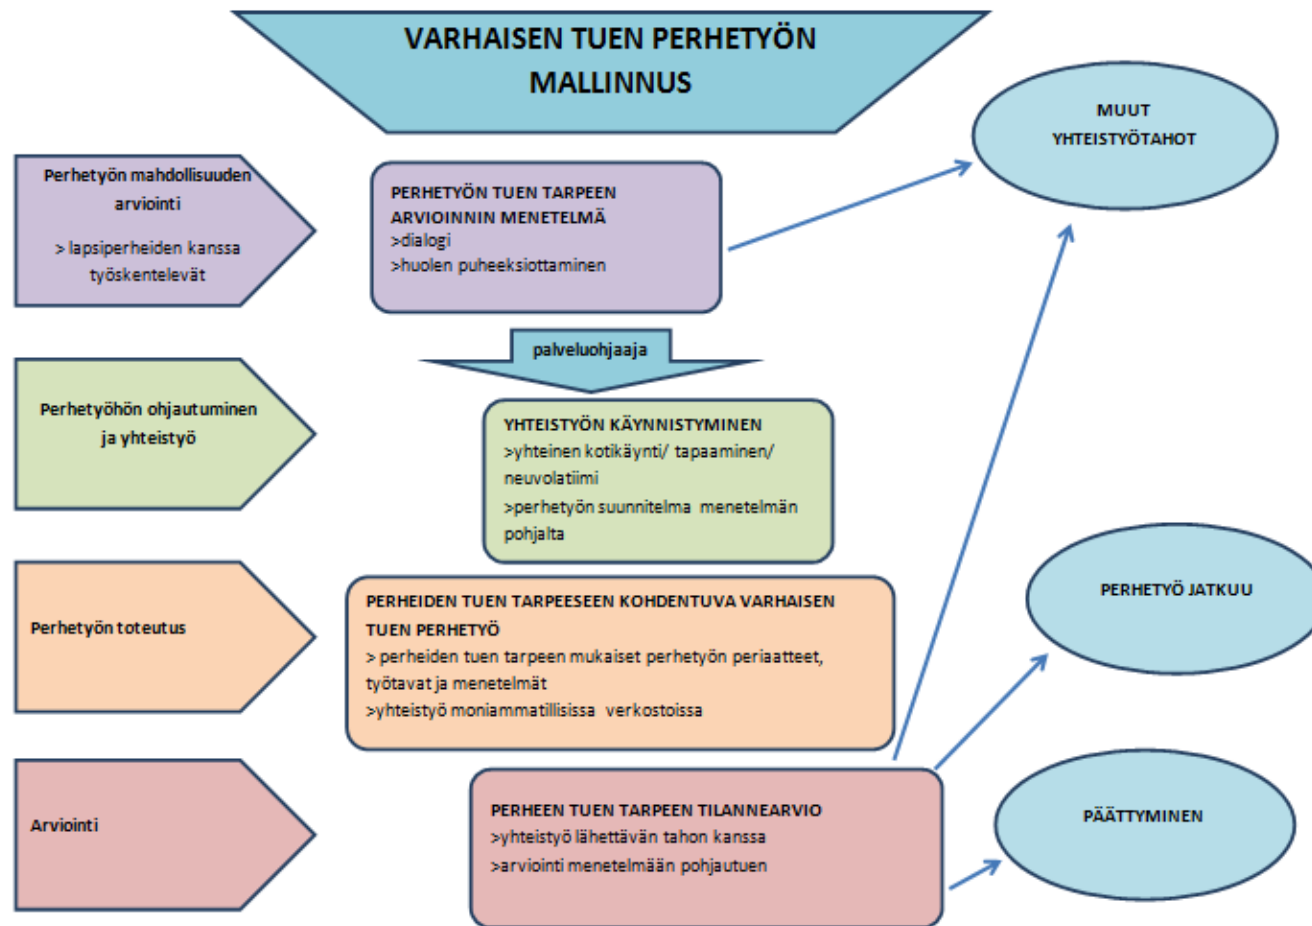 VARHAISEN TUEN PERHETYÖN
MALLINNUS
MUUT
YHTEISTYÖTAHOT
Perhetyön mahdollisuuden
arviointi
> lapsiperheiden kanssa
työskentelevät
PERHETYÖN TUEN TARPEEN
ARVIOINNIN MENETELMÄ
>dialogi
>huolen puheeksiottaminen
palveluohjaaja
Perhetyöhön ohjautuminen
ja yhteistyö
YHTEISTYÖN KÄYNNISTYMINEN
>yhteinen kotikäynti/ tapaaminen/
neuvolatiimi
>perhetyön suunnitelma menetelmän
pohjalta
Perhetyön toteutus
PERHEIDEN TUEN TARPEESEEN KOHDENTUVA VARHAISEN
TUEN PERHETYÖ
> perheiden tuen tarpeen mukaiset perhetyön periaatteet,
työtavat ja menetelmät
>yhteistyö moniammatillisissa verkostoissa
PERHETYÖ JATKUU
Arviointi
PERHEEN TUEN TARPEEN TILANNEARVIO
>yhteistyö lähettävän tahon kanssa
>arviointi menetelmään pohjautuen
PÄÄTTYMINEN